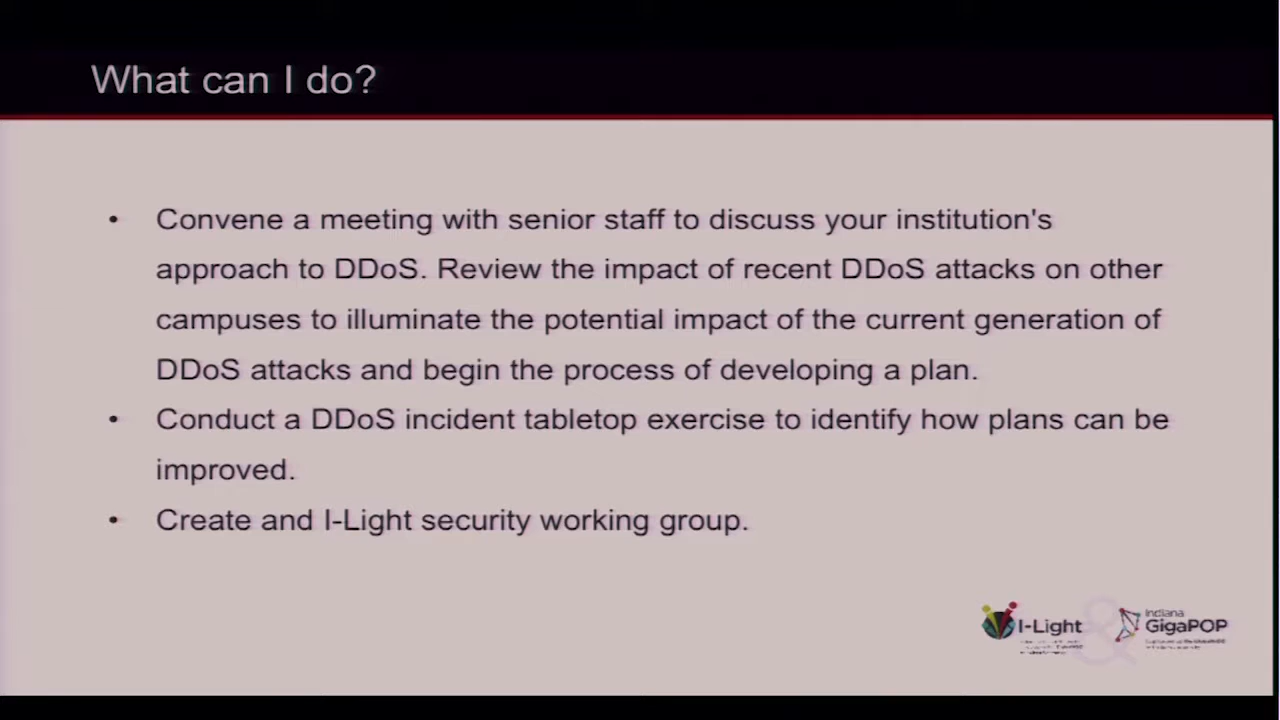 What can I do?
• Convene a meeting with senior staff to discuss your institution's
approach to DDoS. Review the impact of recent DDoS attacks on other
campuses to illuminate the potential impact of the current generation of
DDoS attacks and begin the process of developing a plan.
• Conduct a DDoS incident tabletop exercise to identify how plans can be
improved.
• Create and I-Light security working group.
I-Light & Indiana
GigaPOP